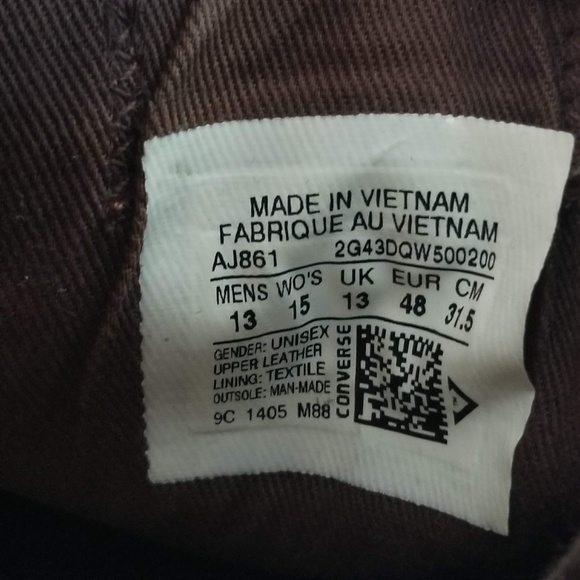 MADE IN VIETNAM
FABRIQUE AU VIETNAM
AJ861 2G43DQW500200
MENS WO'S UK EUR CM
13 15 13 48 31.5
GENDER: UNISEX
UPPER LEATHER
LINING: TEXTILE
OUTSOLE: MAN-MADE
9C 1405 M88
CONVERSE